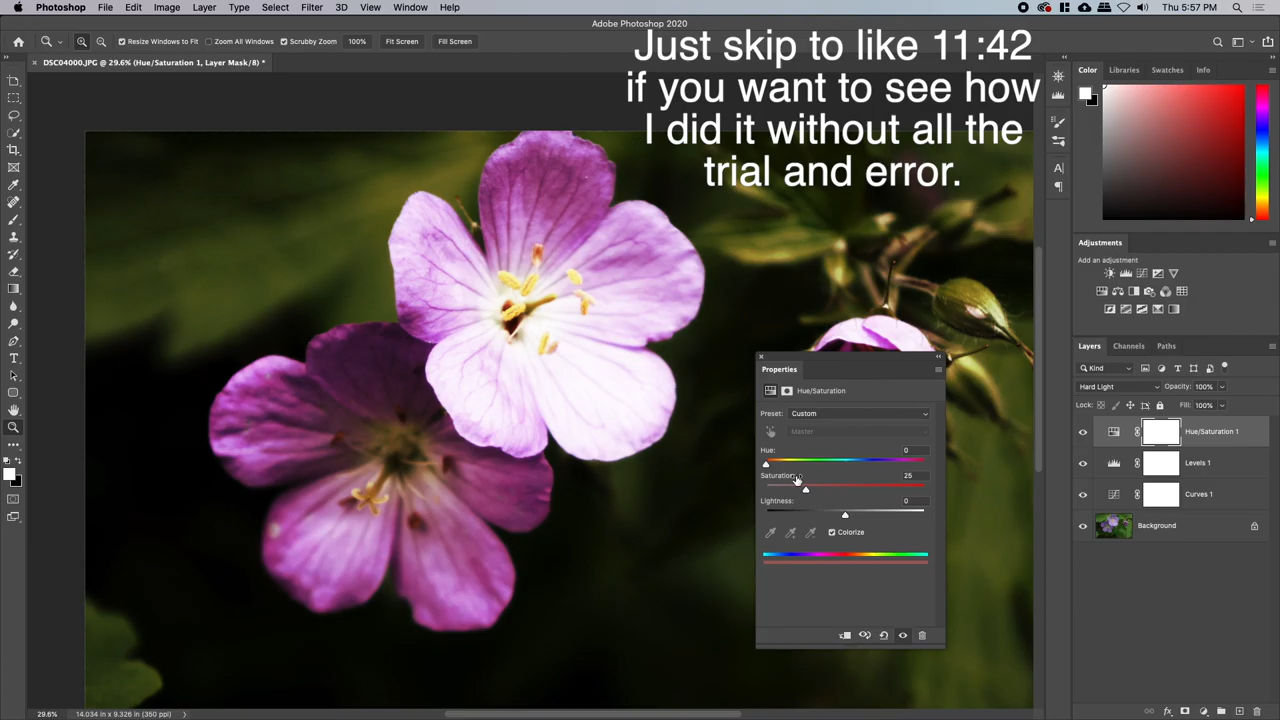 Photoshop File Edit Image Layer Type Select Filter 3D View Window Help Thu 5:57 PM
Adobe Photoshop 2020
Resize Windows to Fit Zoom All Windows Scrubby Zoom 100% Fit Screen Fill Screen
DSC04000.JPG @ 29.6% (Hue/Saturation 1, Layer Mask/8) *
Just skip to like 11:42
if you want to see how
I did it without all the
trial and error.
Color Libraries Swatches Info
Adjustments
Add an adjustment
Layers Channels Paths
Kind
Hard Light Opacity: 100%
Lock: Fill: 100%
Hue/Saturation 1
Levels 1
Curves 1
Background
Properties
Hue/Saturation
Preset: Custom
Master
Hue: 0
Saturation: 25
Lightness: 0
Colorize
29.6% 14.034 in x 9.326 in (350 ppi)